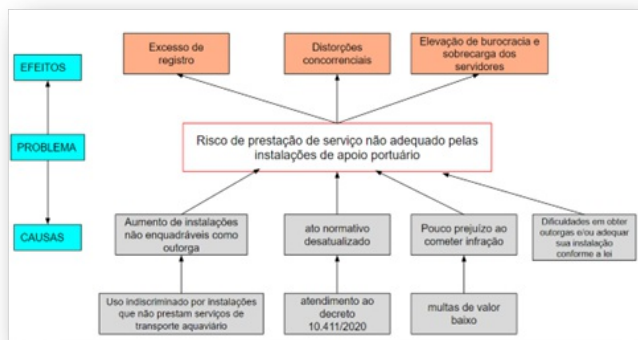 Excesso de
registro
Distorções
concorrenciais
Elevação de burocracia e
sobrecarga dos
servidores
EFEITOS
PROBLEMA
Risco de prestação de serviço não adequado pelas
instalações de apoio portuário
CAUSAS
Aumento de instalações
não enquadráveis como
outorga
ato normativo
desatualizado
Pouco prejuízo ao
cometer infração
Dificuldades em obter
outorgas e/ou adequar
sua instalação
conforme a lei
Uso indiscriminado por instalações
que não prestam serviços de
transporte aquaviário
atendimento ao
decreto
10.411/2020
multas de valor
baixo